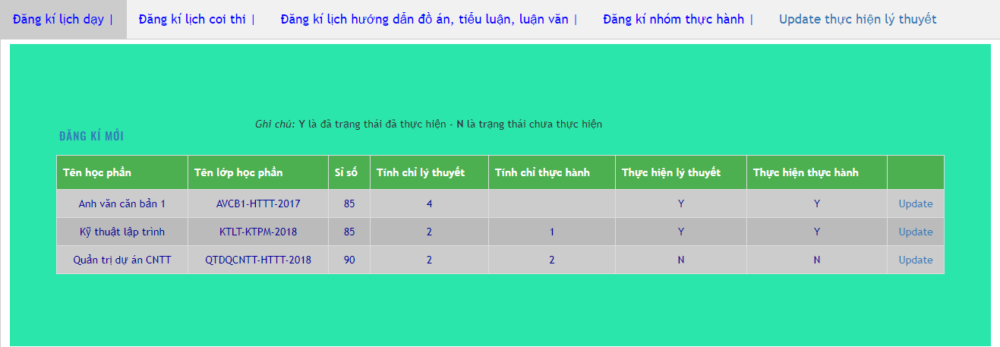 Đăng kí lịch dạy | Đăng kí lịch coi thi | Đăng kí lịch hướng dẫn đồ án, tiểu luận, luận văn | Đăng kí nhóm thực hành | Update thực hiện lý thuyết
Ghi chú: Y là đã trạng thái đã thực hiện - N là trạng thái chưa thực hiện
ĐĂNG KÍ MỚI
Tên học phần Tên lớp học phần Sỉ số Tính chỉ lý thuyết Tính chỉ thực hành Thực hiện lý thuyết Thực hiện thực hành
Anh văn căn bản 1 AVCB1-HTTT-2017 85 4 Y Y Update
Kỹ thuật lập trình KTLT-KTPM-2018 85 2 1 Y Y Update
Quản trị dự án CNTT QTDQCNTT-HTTT-2018 90 2 2 N N Update